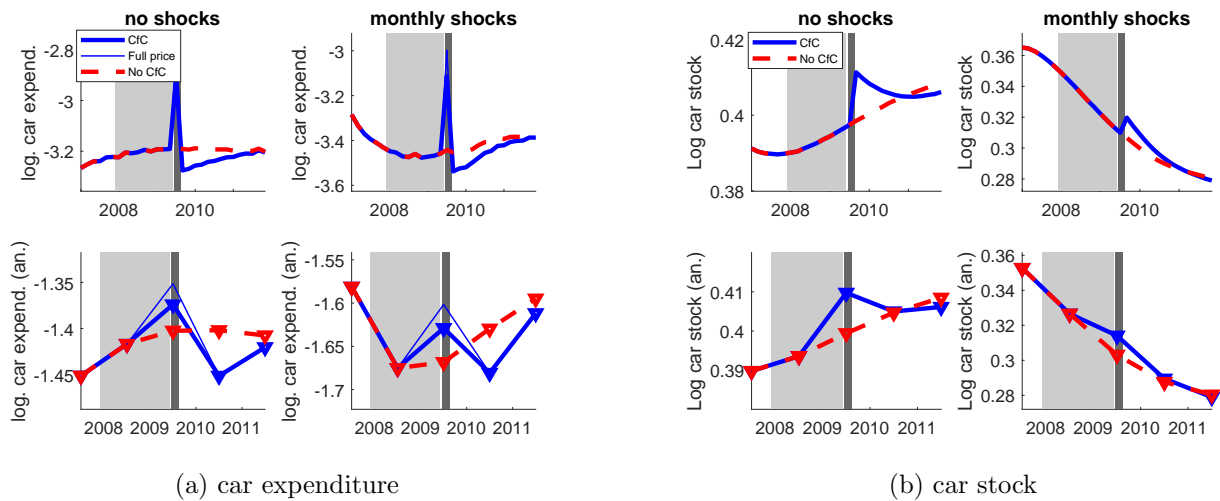 no shocks
monthly shocks
log. car expend.
-2.8
-3
-3.2
CfC
Full price
No CfC
2008
2010
log. car expend.
-3
-3.2
-3.4
-3.6
2008
2010
log. car expend. (an.)
-1.35
-1.4
-1.45
2008
2009
2010
2011
log. car expend. (an.)
-1.55
-1.6
-1.65
-1.7
2008
2009
2010
2011
(a) car expenditure
no shocks
monthly shocks
Log car stock
0.42
0.4
0.38
CfC
No CfC
2008
2010
Log car stock
0.36
0.34
0.32
0.3
0.28
2008
2010
Log car stock (an.)
0.41
0.4
0.39
2008
2009
2010
2011
Log car stock (an.)
0.36
0.34
0.32
0.3
0.28
2008
2009
2010
2011
(b) car stock